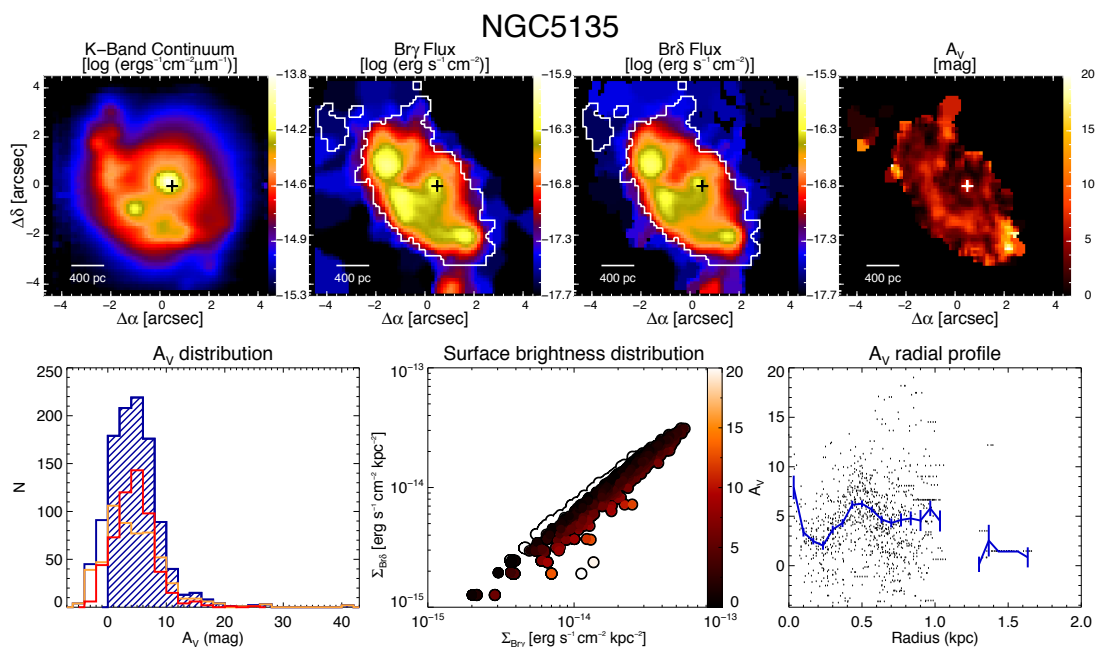 NGC5135
K-Band Continuum
[log (ergs⁻¹cm⁻²μm⁻¹)]
Brγ Flux
[log (erg s⁻¹cm⁻²)]
Brδ Flux
[log (erg s⁻¹cm⁻²)]
A_V
[mag]
4
2
0
−2
−4
Δδ [arcsec]
400 pc
−4 −2 0 2 4
Δα [arcsec]
−13.8
−14.2
−14.6
−14.9
−15.3
400 pc
−4 −2 0 2 4
Δα [arcsec]
−15.9
−16.3
−16.8
−17.3
−17.7
400 pc
−4 −2 0 2 4
Δα [arcsec]
−15.9
−16.3
−16.8
−17.3
−17.7
400 pc
−4 −2 0 2 4
Δα [arcsec]
20
15
10
5
0
A_V distribution
250
200
150
100
50
0
N
0 10 20 30 40
A_V (mag)
Surface brightness distribution
10⁻¹³
10⁻¹⁴
10⁻¹⁵
Σ_Brδ [erg s⁻¹ cm⁻² kpc⁻²]
10⁻¹⁵ 10⁻¹⁴ 10⁻¹³
Σ_Brγ [erg s⁻¹ cm⁻² kpc⁻²]
20
15
10
5
0
A_V radial profile
20
15
10
5
0
A_V
0.0 0.5 1.0 1.5 2.0
Radius (kpc)